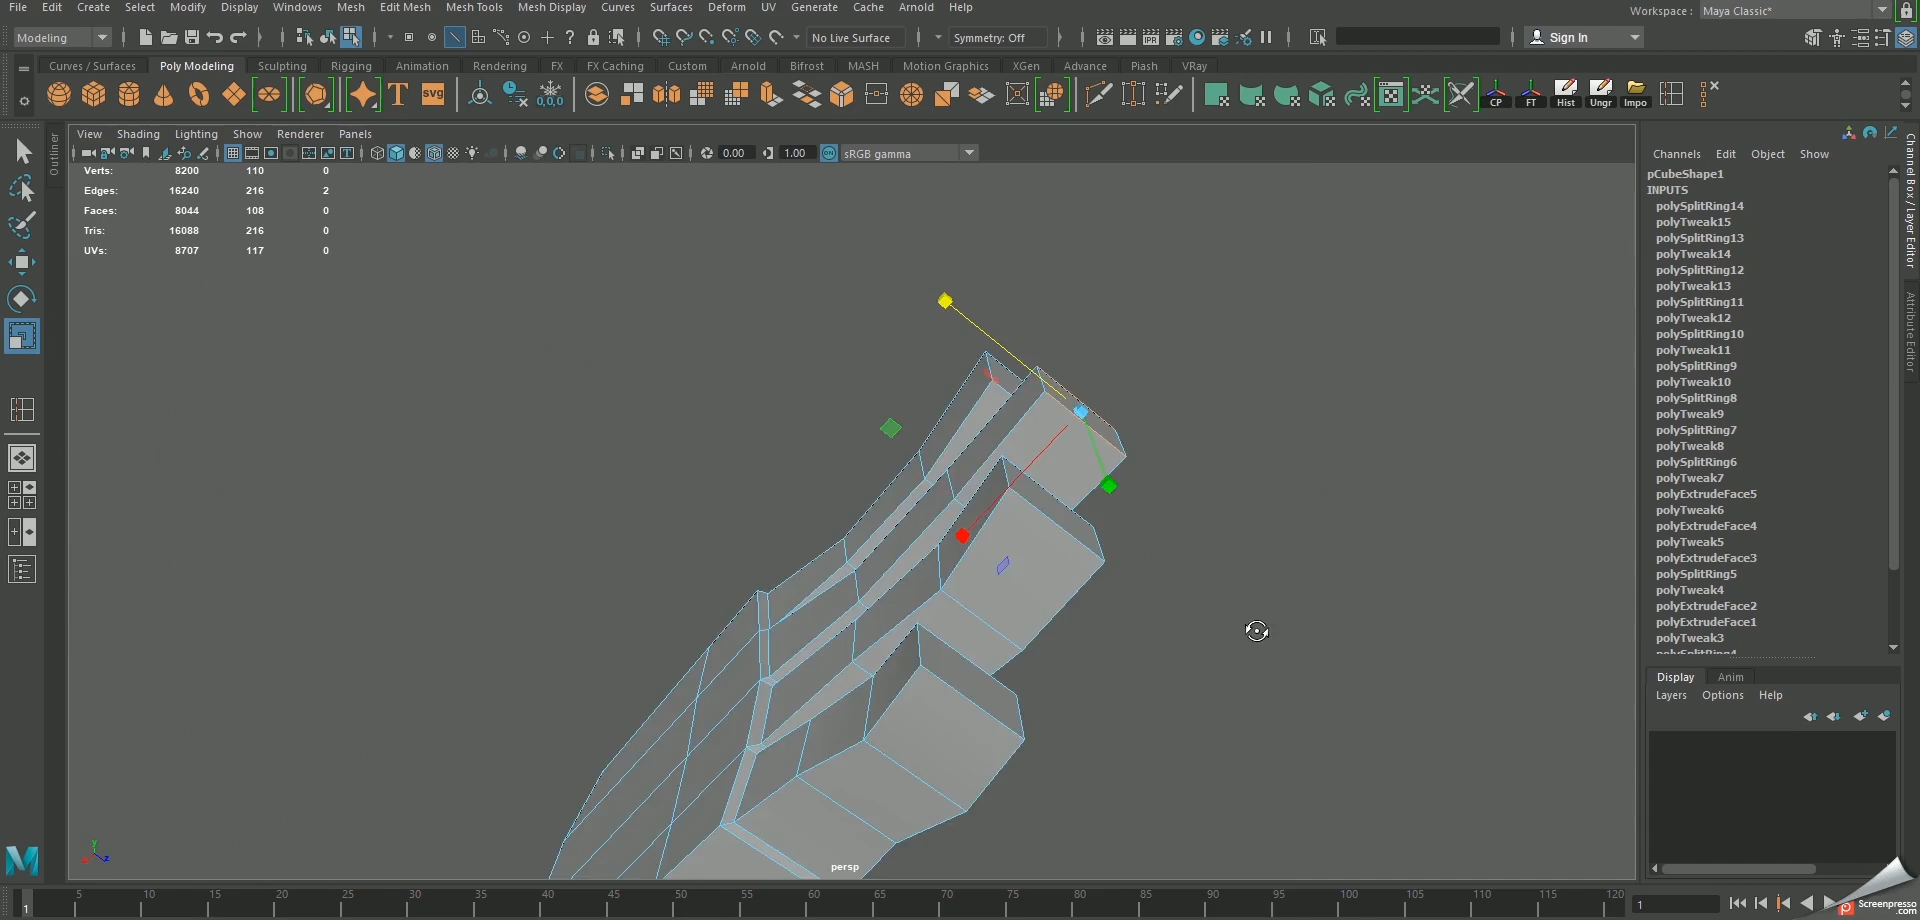 File Edit Create Select Modify Display Windows Mesh Edit Mesh Mesh Tools Mesh Display Curves Surfaces Deform UV Generate Cache Arnold Help
Workspace : Maya Classic*
Modeling No Live Surface Symmetry: Off Sign In
Curves / Surfaces Poly Modeling Sculpting Rigging Animation Rendering FX FX Caching Custom Arnold Bifrost MASH Motion Graphics XGen Advance Piash VRay
T SVG 0,0,0 CP FT Hist Ungr Impo
View Shading Lighting Show Renderer Panels
0.00 1.00 ON sRGB gamma
Outliner
Verts: 8200 110 0
Edges: 16240 216 2
Faces: 8044 108 0
Tris: 16088 216 0
UVs: 8707 117 0
persp
Channels Edit Object Show
pCubeShape1
INPUTS
polySplitRing14
polyTweak15
polySplitRing13
polyTweak14
polySplitRing12
polyTweak13
polySplitRing11
polyTweak12
polySplitRing10
polyTweak11
polySplitRing9
polyTweak10
polySplitRing8
polyTweak9
polySplitRing7
polyTweak8
polySplitRing6
polyTweak7
polyExtrudeFace5
polyTweak6
polyExtrudeFace4
polyTweak5
polyExtrudeFace3
polySplitRing5
polyTweak4
polyExtrudeFace2
polyExtrudeFace1
polyTweak3
polySplitRing4
Channel Box / Layer Editor
Attribute Editor
Display Anim
Layers Options Help
5 10 15 20 25 30 35 40 45 50 55 60 65 70 75 80 85 90 95 100 105 110 115 120
1 1
Screenpresso
.com